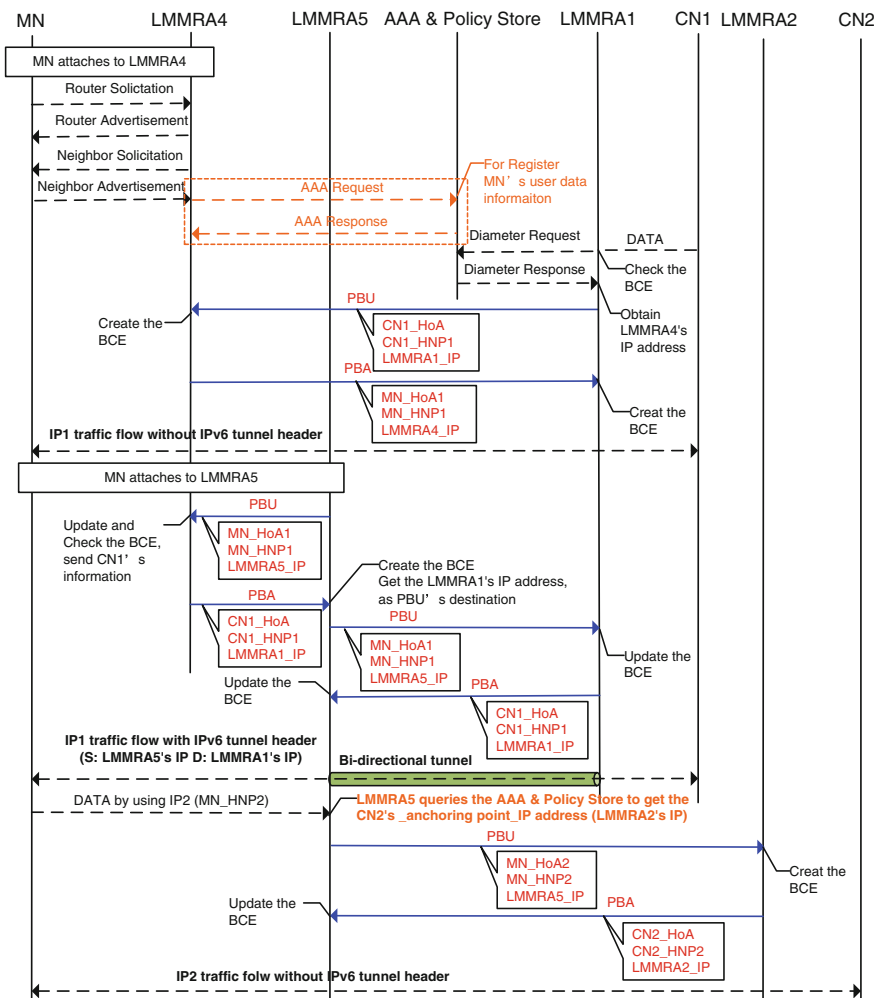 MN LMMRA4 LMMRA5 AAA & Policy Store LMMRA1 CN1 LMMRA2 CN2
MN attaches to LMMRA4
Router Solictation
Router Advertisement
Neighbor Solicitation
Neighbor Advertisement
AAA Request
For Register
MN's user data
informaiton
AAA Response
Diameter Request
DATA
Check the
BCE
Diameter Response
PBU
Create the
BCE
CN1_HoA
CN1_HNP1
LMMRA1_IP
Obtain
LMMRA4's
IP address
PBA
MN_HoA1
MN_HNP1
LMMRA4_IP
Creat the
BCE
IP1 traffic flow without IPv6 tunnel header
MN attaches to LMMRA5
PBU
Update and
Check the BCE,
send CN1's
information
MN_HoA1
MN_HNP1
LMMRA5_IP
Create the BCE
Get the LMMRA1's IP address,
as PBU's destination
PBA
CN1_HoA
CN1_HNP1
LMMRA1_IP
PBU
MN_HoA1
MN_HNP1
LMMRA5_IP
Update the
BCE
Update the
BCE
PBA
CN1_HoA
CN1_HNP1
LMMRA1_IP
IP1 traffic flow with IPv6 tunnel header
(S: LMMRA5's IP D: LMMRA1's IP)
Bi-directional tunnel
DATA by using IP2 (MN_HNP2)
LMMRA5 queries the AAA & Policy Store to get the
CN2's _anchoring point_IP address (LMMRA2's IP)
PBU
MN_HoA2
MN_HNP2
LMMRA5_IP
Creat the
BCE
Update the
BCE
PBA
CN2_HoA
CN2_HNP2
LMMRA2_IP
IP2 traffic folw without IPv6 tunnel header